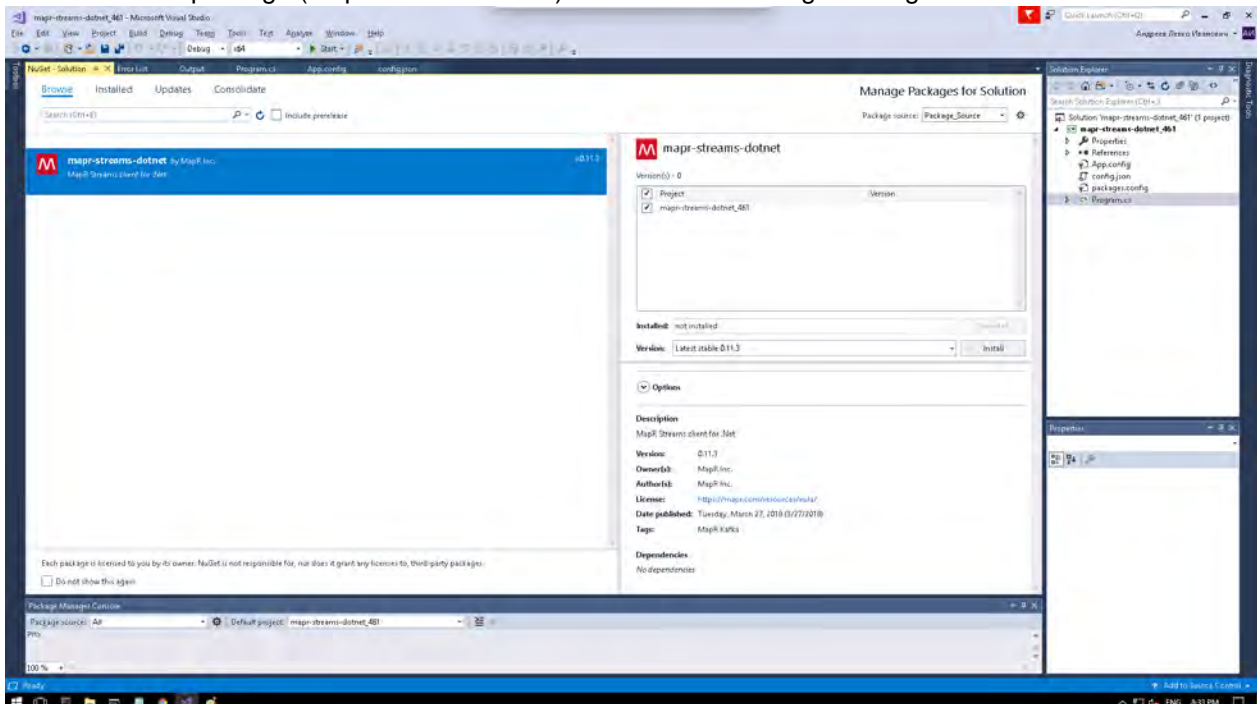 mapr-streams-dotnet_461 - Microsoft Visual Studio
Quick Launch (Ctrl+Q)
File Edit View Project Build Debug Team Tools Test Analyze Window Help
Debug x64 Start
NuGet - Solution Error List Output Program.cs App.config config.json
Browse Installed Updates Consolidate
Manage Packages for Solution
Search (Ctrl+E)
Include prerelease
Package source: Package_Source
mapr-streams-dotnet by MapR Inc.
v0.11.3
MapR Streams client for .Net
mapr-streams-dotnet
Version(s) - 0
Project Version
mapr-streams-dotnet_461
Installed: not installed
Version: Latest stable 0.11.3 Install
Options
Description
MapR Streams client for .Net
Version: 0.11.3
Owner(s): MapR Inc.
Author(s): MapR Inc.
License: https://mapr.com/
Date published: Tuesday, March 27, 2018 (3/27/2018)
Tags: MapR Kafka
Dependencies
No dependencies
Each package is licensed to you by its owner. NuGet is not responsible for, nor does it grant any licenses to, third-party packages.
Do not show this again
Package Manager Console
Package source: All Default project: mapr-streams-dotnet_461
PM>
100 %
Solution Explorer
Search Solution Explorer (Ctrl+;)
Solution 'mapr-streams-dotnet_461' (1 project)
mapr-streams-dotnet_461
Properties
References
App.config
config.json
packages.config
Program.cs
Properties
Toolbox
Diagnostic Tools
Ready
Add to Source Control
ENG 4:33 PM